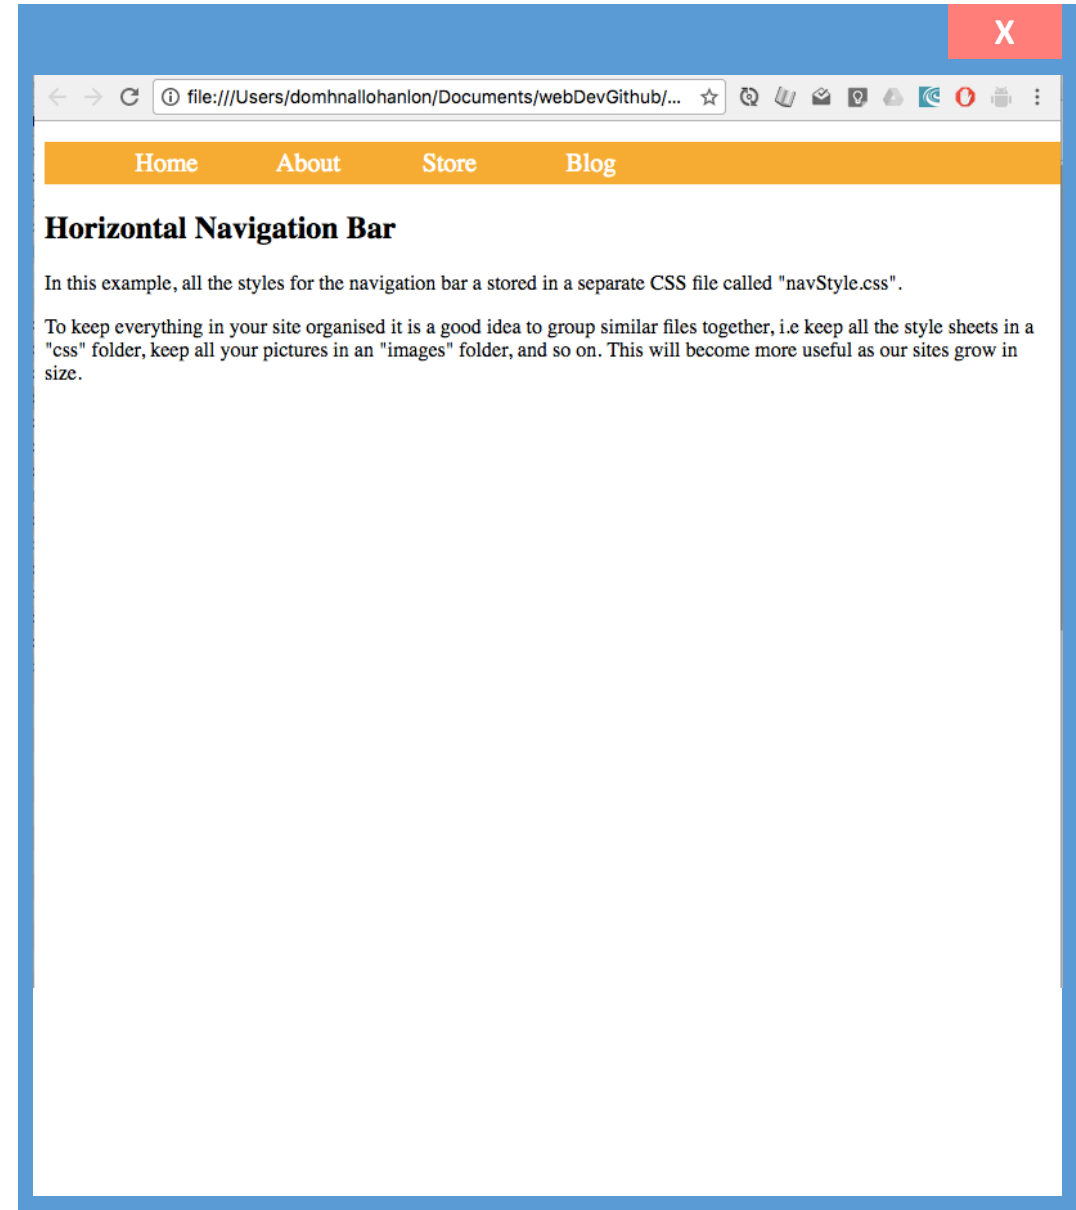 X
file:///Users/domhnallohanlon/Documents/webDevGithub/...
Home About Store Blog
Horizontal Navigation Bar
In this example, all the styles for the navigation bar a stored in a separate CSS file called "navStyle.css".
To keep everything in your site organised it is a good idea to group similar files together, i.e keep all the style sheets in a
"css" folder, keep all your pictures in an "images" folder, and so on. This will become more useful as our sites grow in
size.